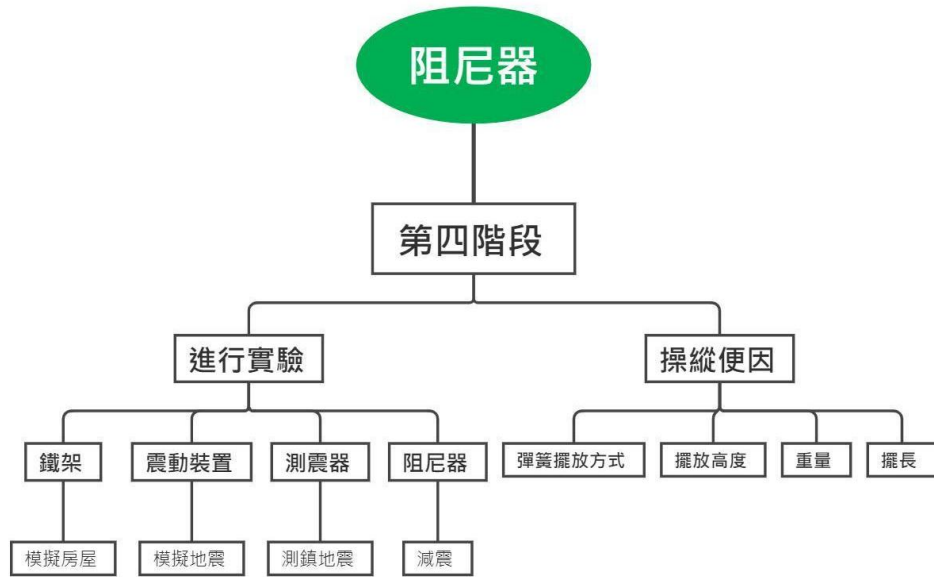 阻尼器
第四階段
進行實驗
操縱便因
鐵架
震動裝置
測震器
阻尼器
彈簧擺放方式
擺放高度
重量
擺長
模擬房屋
模擬地震
測鎮地震
減震